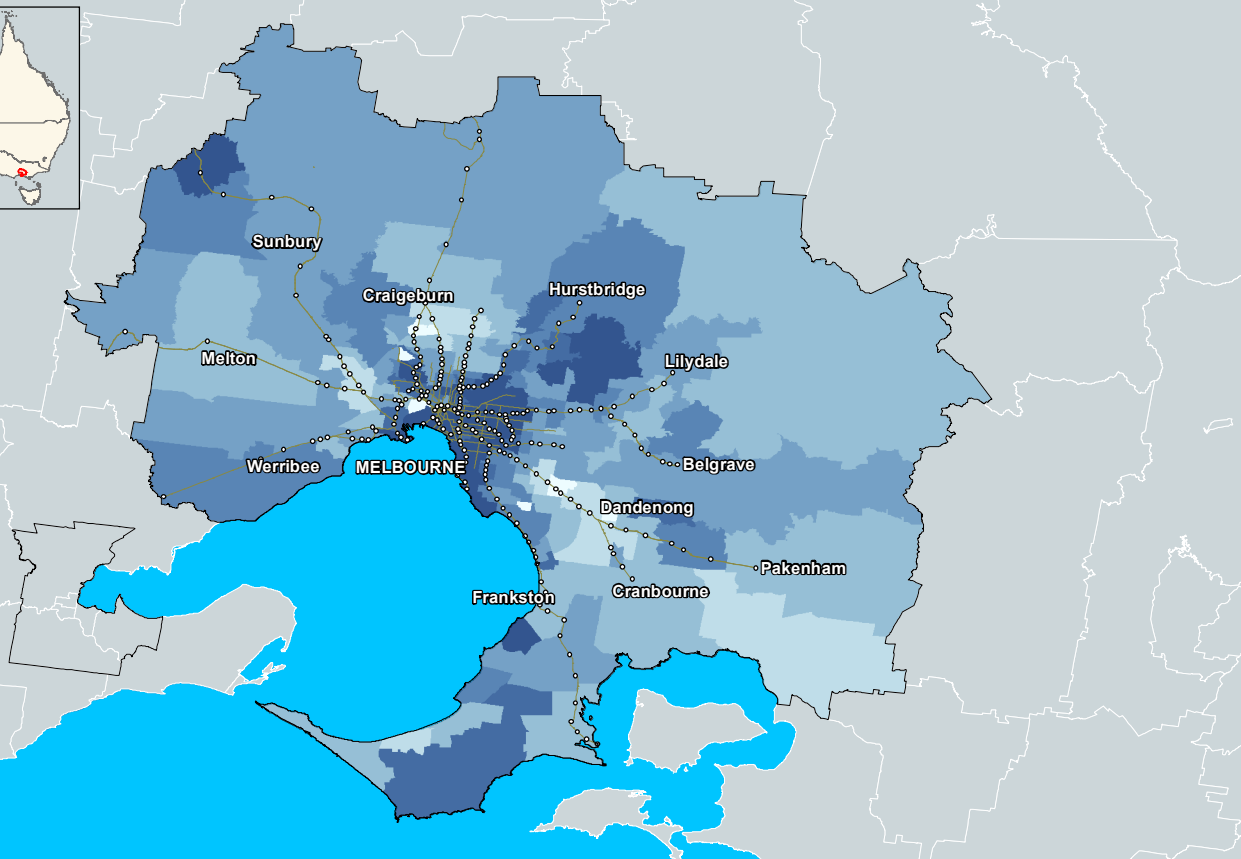 Sunbury
Hurstbridge
Craigeburn
Melton
Lilydale
Belgrave
Werribee
MELBOURNE
Dandenong
Pakenham
Cranbourne
Frankston